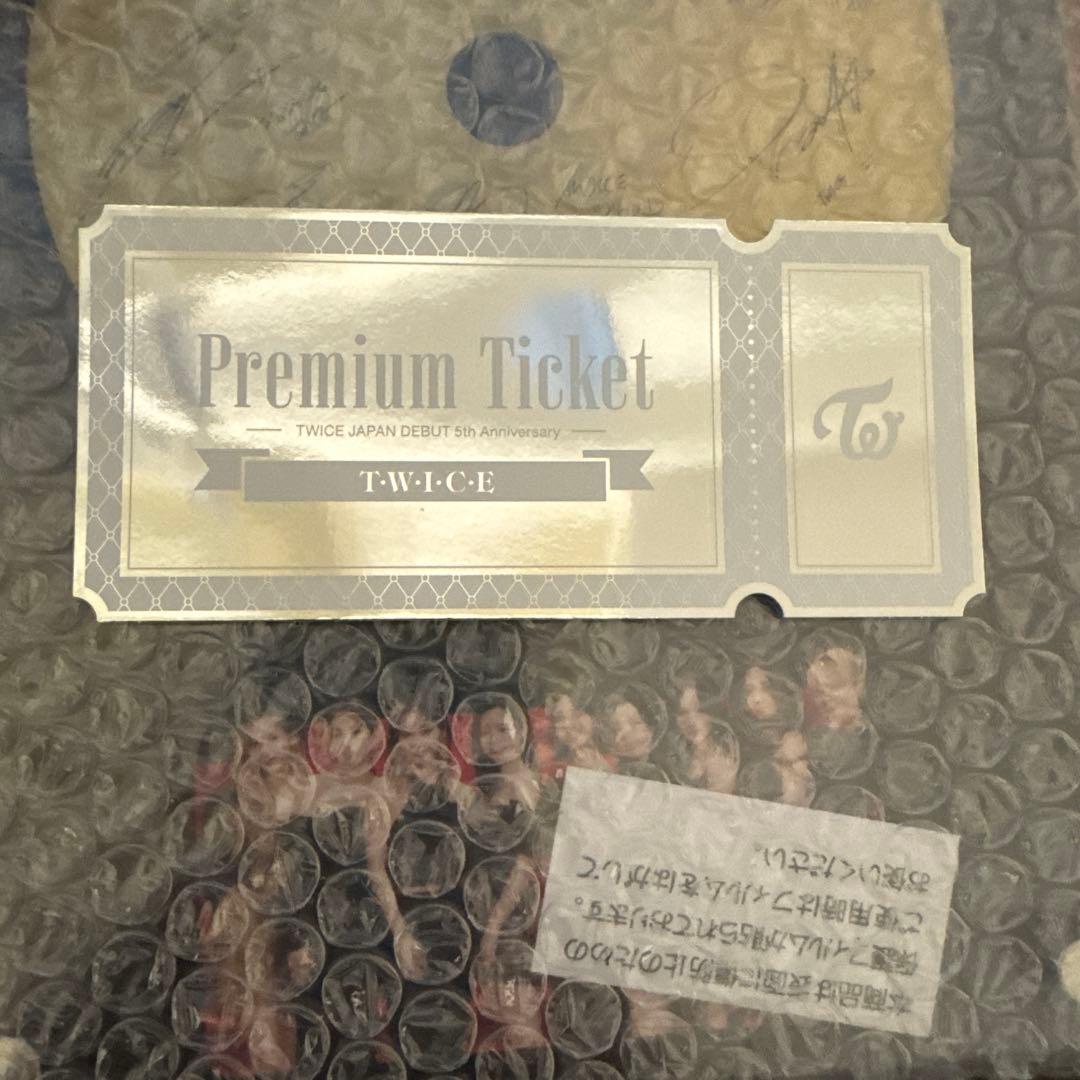 Premium Ticket
TWICE JAPAN DEBUT 5th Anniversary
T·W·I·C·E
TW
本商品は表面に傷防止のための
保護フィルムが貼られております。
ご使用時はフィルムをはがして
お使いください。